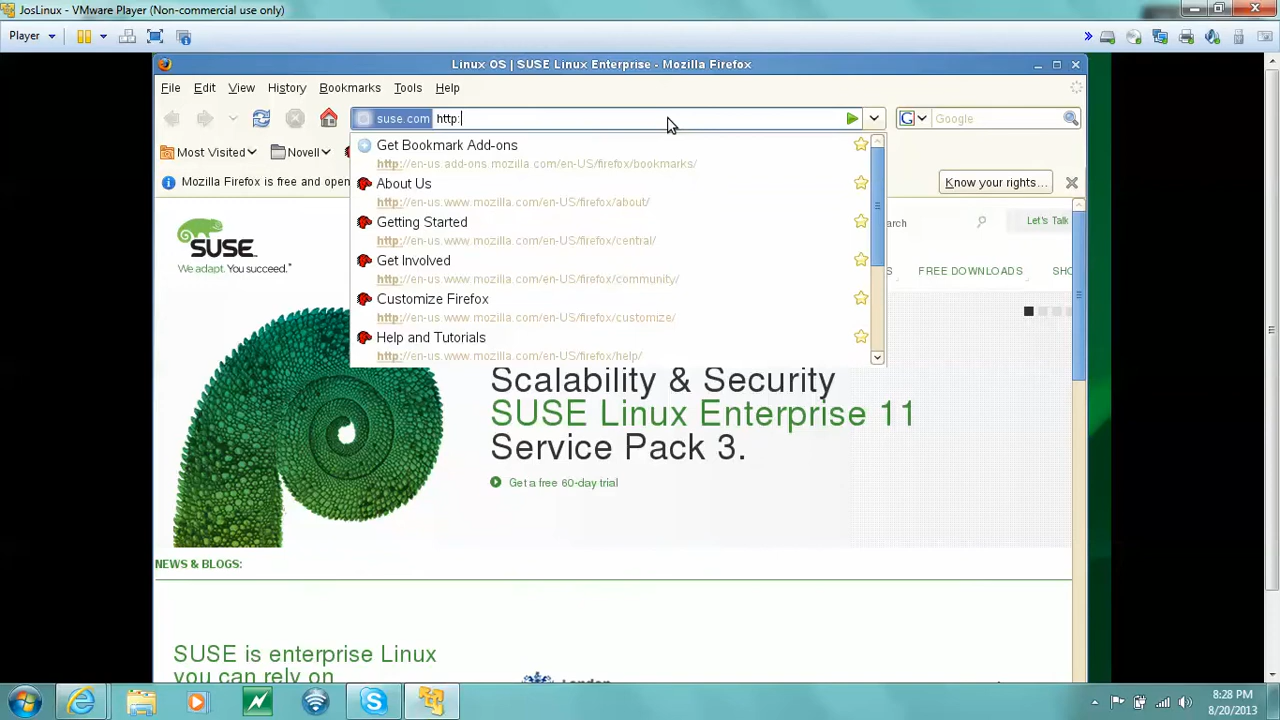 JosLinux - VMware Player (Non-commercial use only)
Player
Linux OS | SUSE Linux Enterprise - Mozilla Firefox
File Edit View History Bookmarks Tools Help
suse.com http:
Google
Most Visited
Novell
Get Bookmark Add-ons
http://en-us.add-ons.mozilla.com/en-US/firefox/bookmarks/
Mozilla Firefox is free and open
Know your rights...
About Us
http://en-us.www.mozilla.com/en-US/firefox/about/
Getting Started
http://en-us.www.mozilla.com/en-US/firefox/central/
Get Involved
http://en-us.www.mozilla.com/en-US/firefox/community/
Customize Firefox
http://en-us.www.mozilla.com/en-US/firefox/customize/
Help and Tutorials
http://en-us.www.mozilla.com/en-US/firefox/help/
SUSE
We adapt. You succeed.
earch
Let's Talk
S FREE DOWNLOADS SHO
Scalability & Security
SUSE Linux Enterprise 11
Service Pack 3.
Get a free 60-day trial
NEWS & BLOGS:
SUSE is enterprise Linux
you can rely on
London
8:28 PM
8/20/2013